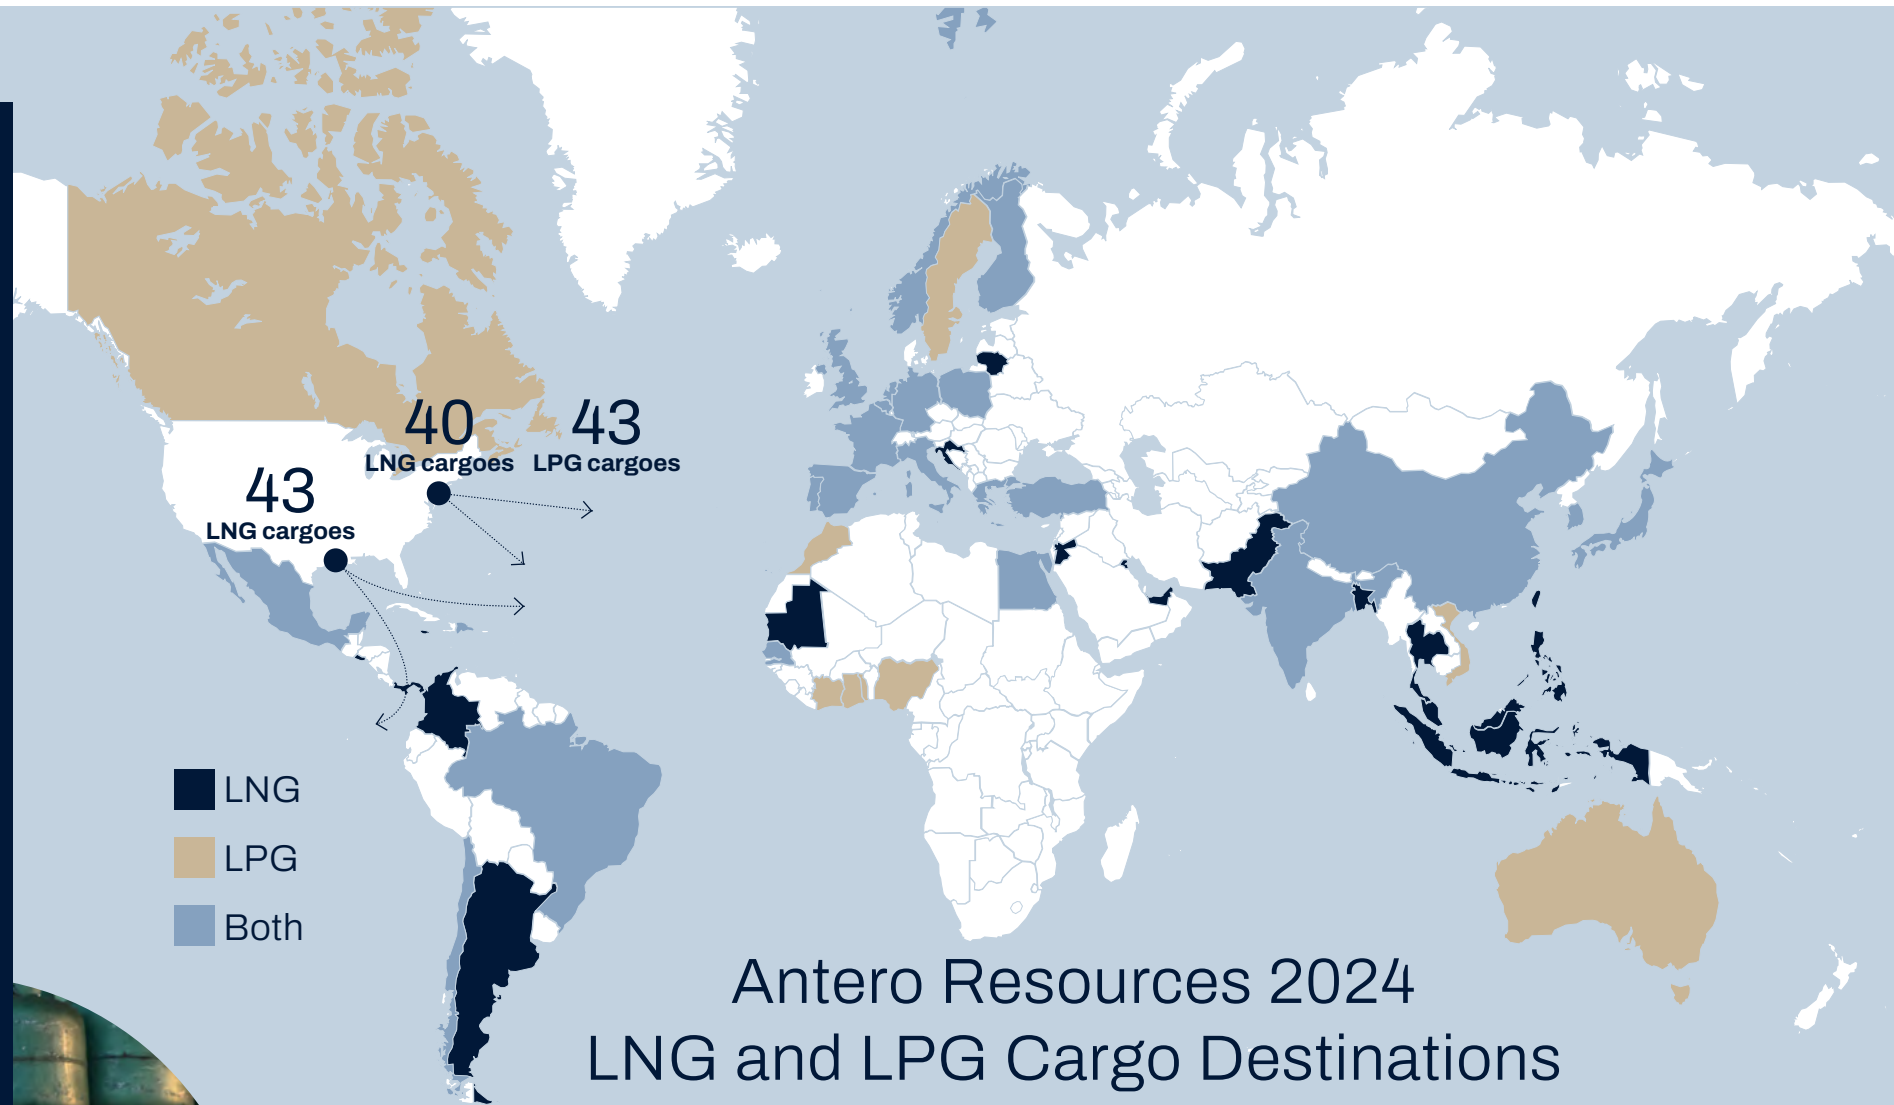 40
LNG cargoes
43
LPG cargoes
43
LNG cargoes
LNG
LPG
Both
Antero Resources 2024
LNG and LPG Cargo Destinations